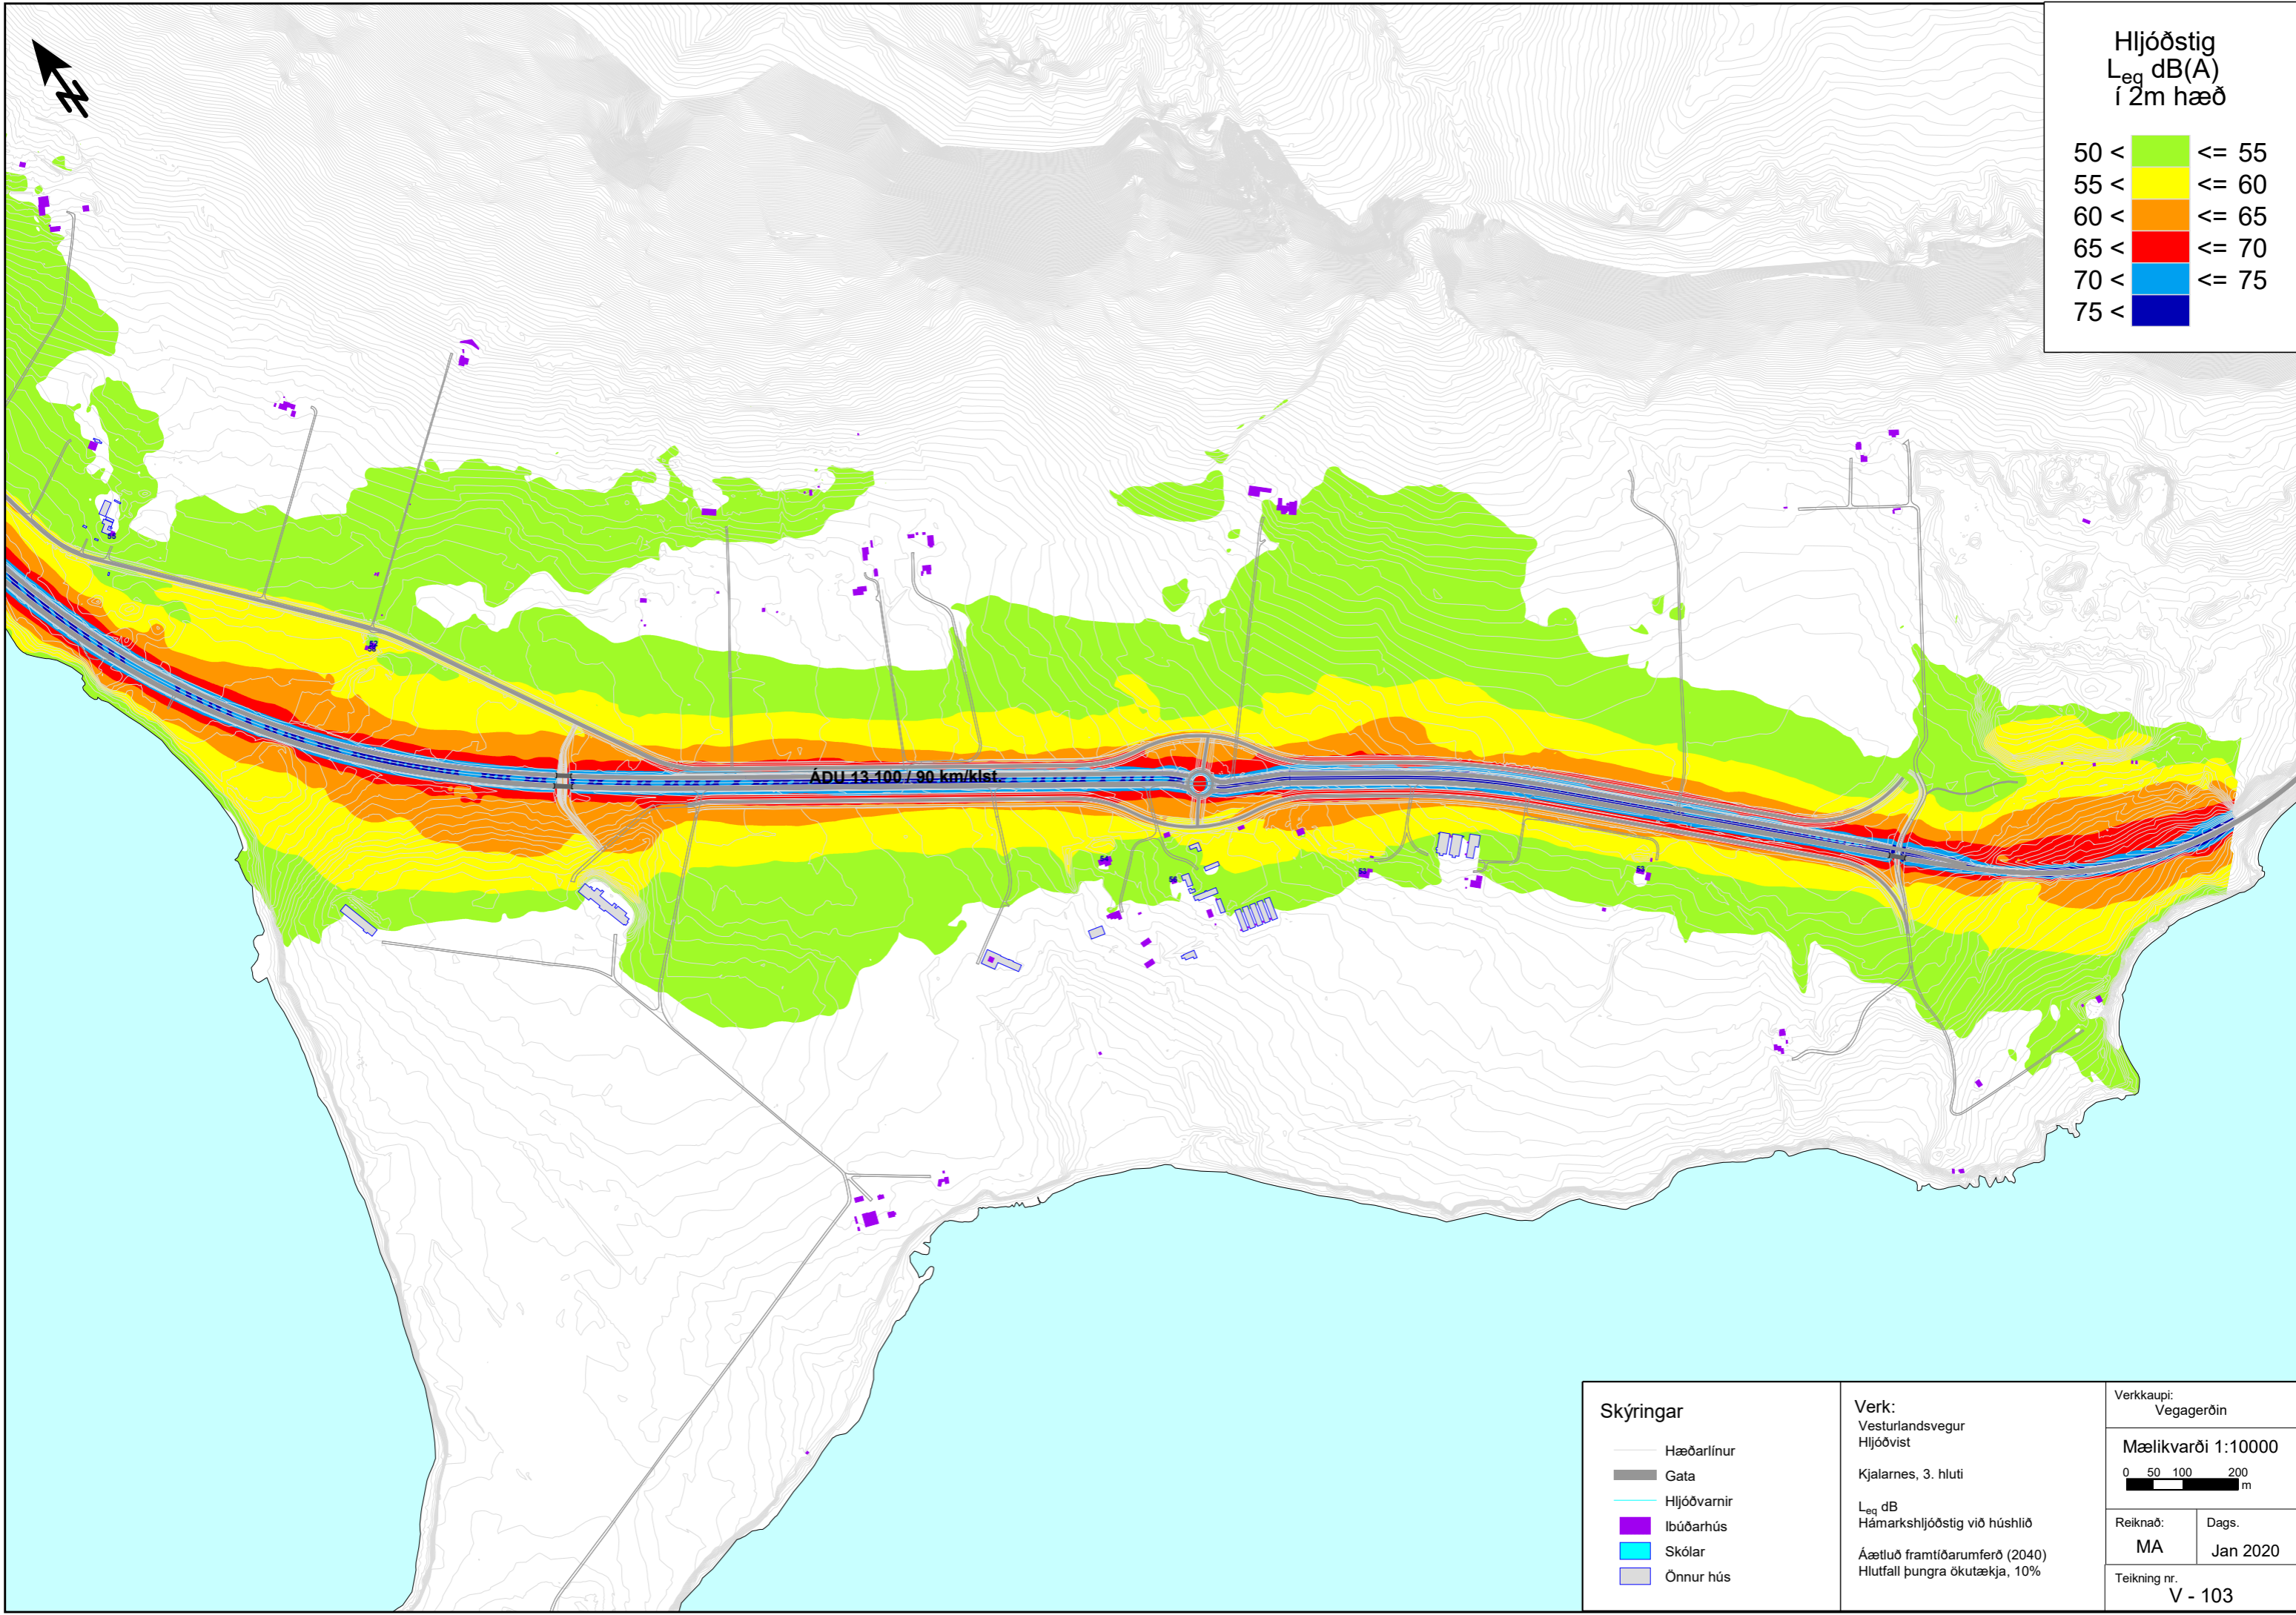 Hljóðstig
Leq dB(A)
í 2m hæð
50 < <= 55
55 < <= 60
60 < <= 65
65 < <= 70
70 < <= 75
75 <
ÁDU 13.100 / 90 km/klst
Skýringar
Hæðarlínur
Gata
Hljóðvarnir
Ibúðarhús
Skólar
Önnur hús
Verk:
Vesturlandsvegur
Hljóðvist
Kjalarnes, 3. hluti
Leq dB
Hámarkshljóðstig við húshlið
Áætluð framtíðarumferð (2040)
Hlutfall þungra ökutækja, 10%
Verkkaupi:
Vegagerðin
Mælikvarði 1:10000
0 50 100 200
m
Reiknað:
MA
Dags.
Jan 2020
Teikning nr.
V - 103